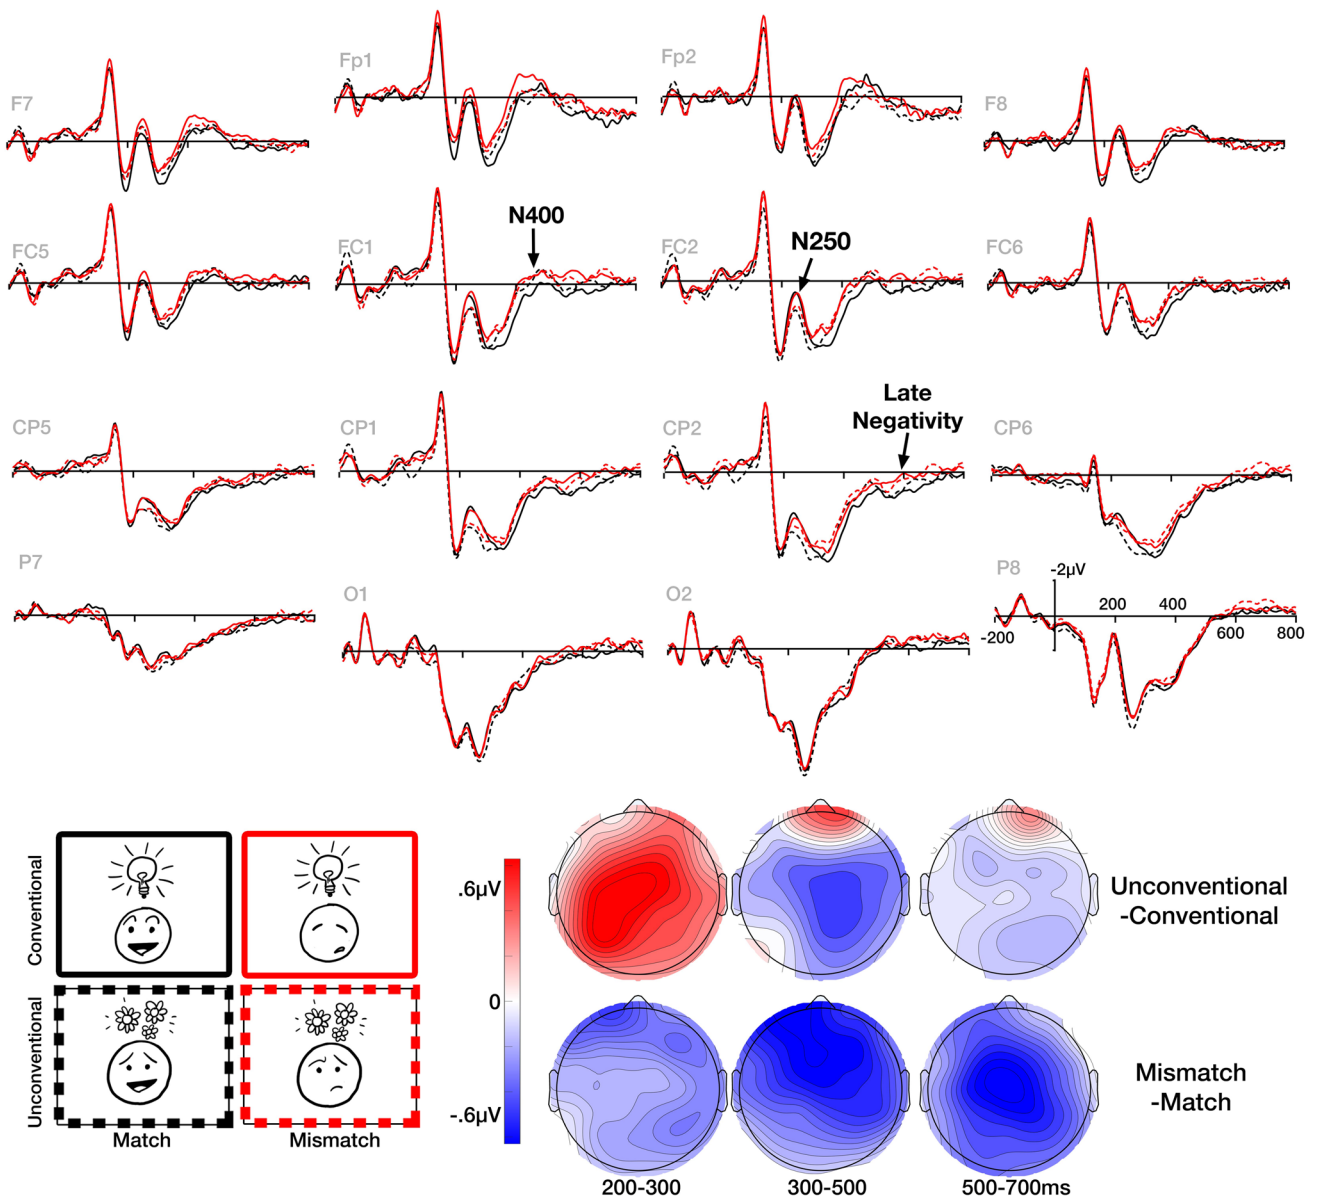 Fp1
Fp2
F7
F8
N400
N250
FC5
FC1
FC2
FC6
Late
Negativity
CP5
CP1
CP2
CP6
P7
O1
O2
P8
-2µV
200
400
-200
600
800
Conventional
Unconventional
Match
Mismatch
.6µV
0
-.6µV
Unconventional
-Conventional
Mismatch
-Match
200-300
300-500
500-700ms